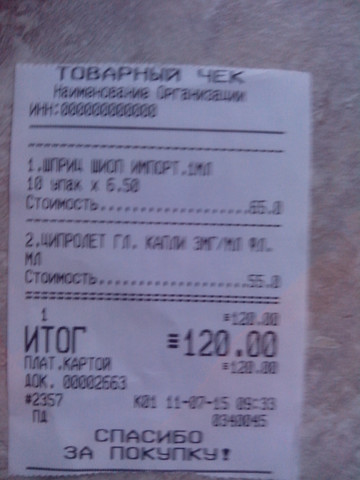 ТОВАРНЫЙ ЧЕК
Наименование Организации
ИНН:000000000000
1.ШПРИЦ ШИСП ИМПОРТ.1МЛ
10 упак x 6.50
Стоимость.....................65.0
2.ЦИПРОЛЕТ ГЛ. КАПЛИ 3МГ/МЛ ФЛ.
МЛ
Стоимость.....................55.0
1 ≡120.00
ИТОГ ≡120.00
ПЛАТ.КАРТОЙ ≡120.00
ДОК. 00002663
#2357 К01 11-07-15 09:33
ПД 0340045
СПАСИБО
ЗА ПОКУПКУ!